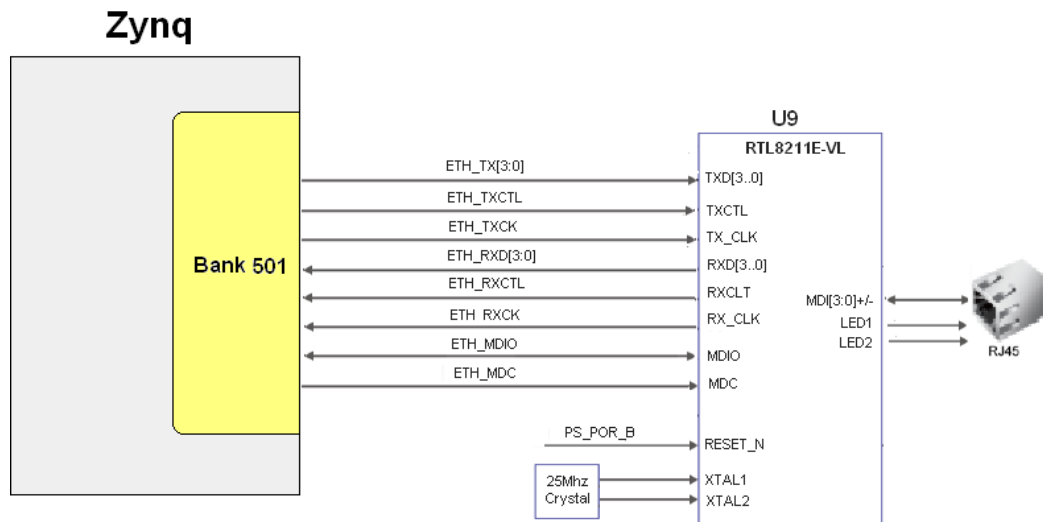 Zynq
U9
RTL8211E-VL
ETH_TX[3:0]
TXD[3..0]
ETH_TXCTL
TXCTL
ETH_TXCK
TX_CLK
Bank 501
ETH_RXD[3:0]
RXD[3..0]
ETH_RXCTL
RXCLT
MDI[3:0]+/-
ETH_RXCK
RX_CLK
LED1
LED2
ETH_MDIO
MDIO
RJ45
ETH_MDC
MDC
PS_POR_B
RESET_N
25Mhz
Crystal
XTAL1
XTAL2